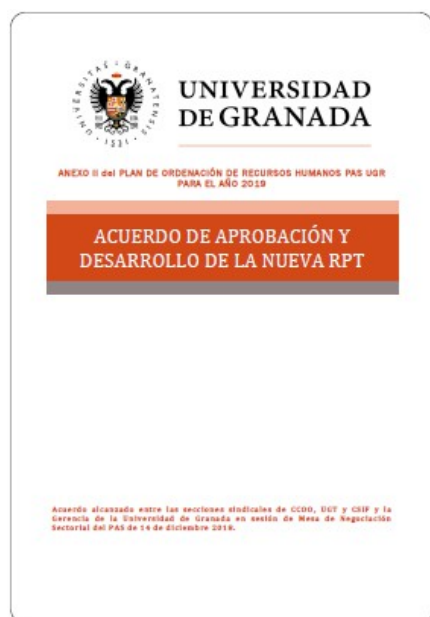 UNIVERSITAS · GRANATENSIS · 1531 ·
UNIVERSIDAD
DE GRANADA
ANEXO II del PLAN DE ORDENACIÓN DE RECURSOS HUMANOS PAS UGR
PARA EL AÑO 2019
ACUERDO DE APROBACIÓN Y
DESARROLLO DE LA NUEVA RPT
Acuerdo alcanzado entre las secciones sindicales de CCOO, UGT y CSIF y la
Gerencia de la Universidad de Granada en sesión de Mesa de Negociación
Sectorial del PAS de 14 de diciembre 2018.